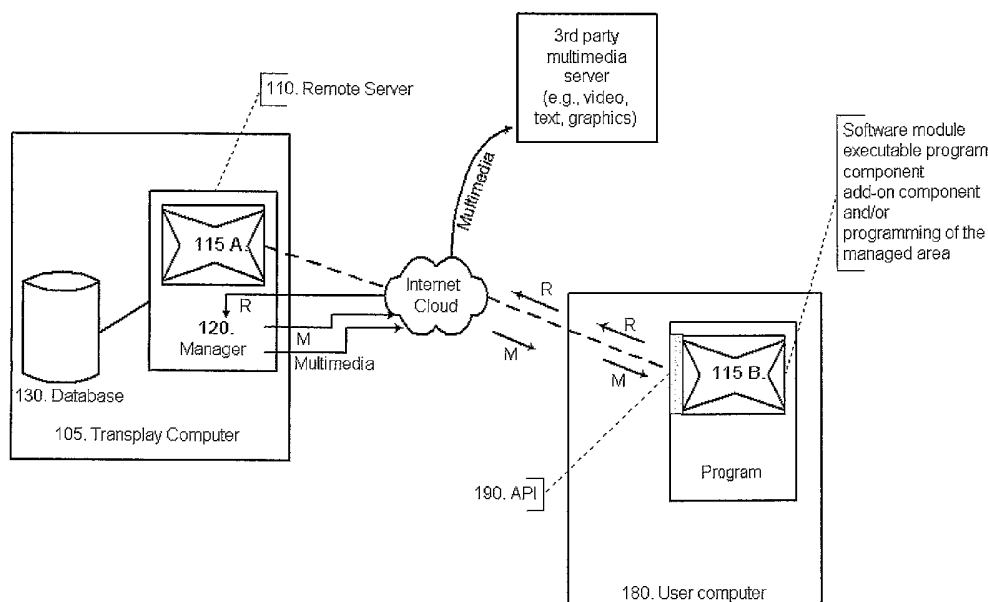 3rd party
multimedia
server
(e.g., video,
text, graphics)
110. Remote Server
Software module
executable program
component
add-on component
and/or
programming of the
managed area
Multimedia
115 A.
Internet
Cloud
R
R
R
120.
Manager
M
Multimedia
M
M
115 B.
130. Database
105. Transplay Computer
Program
190. API
180. User computer